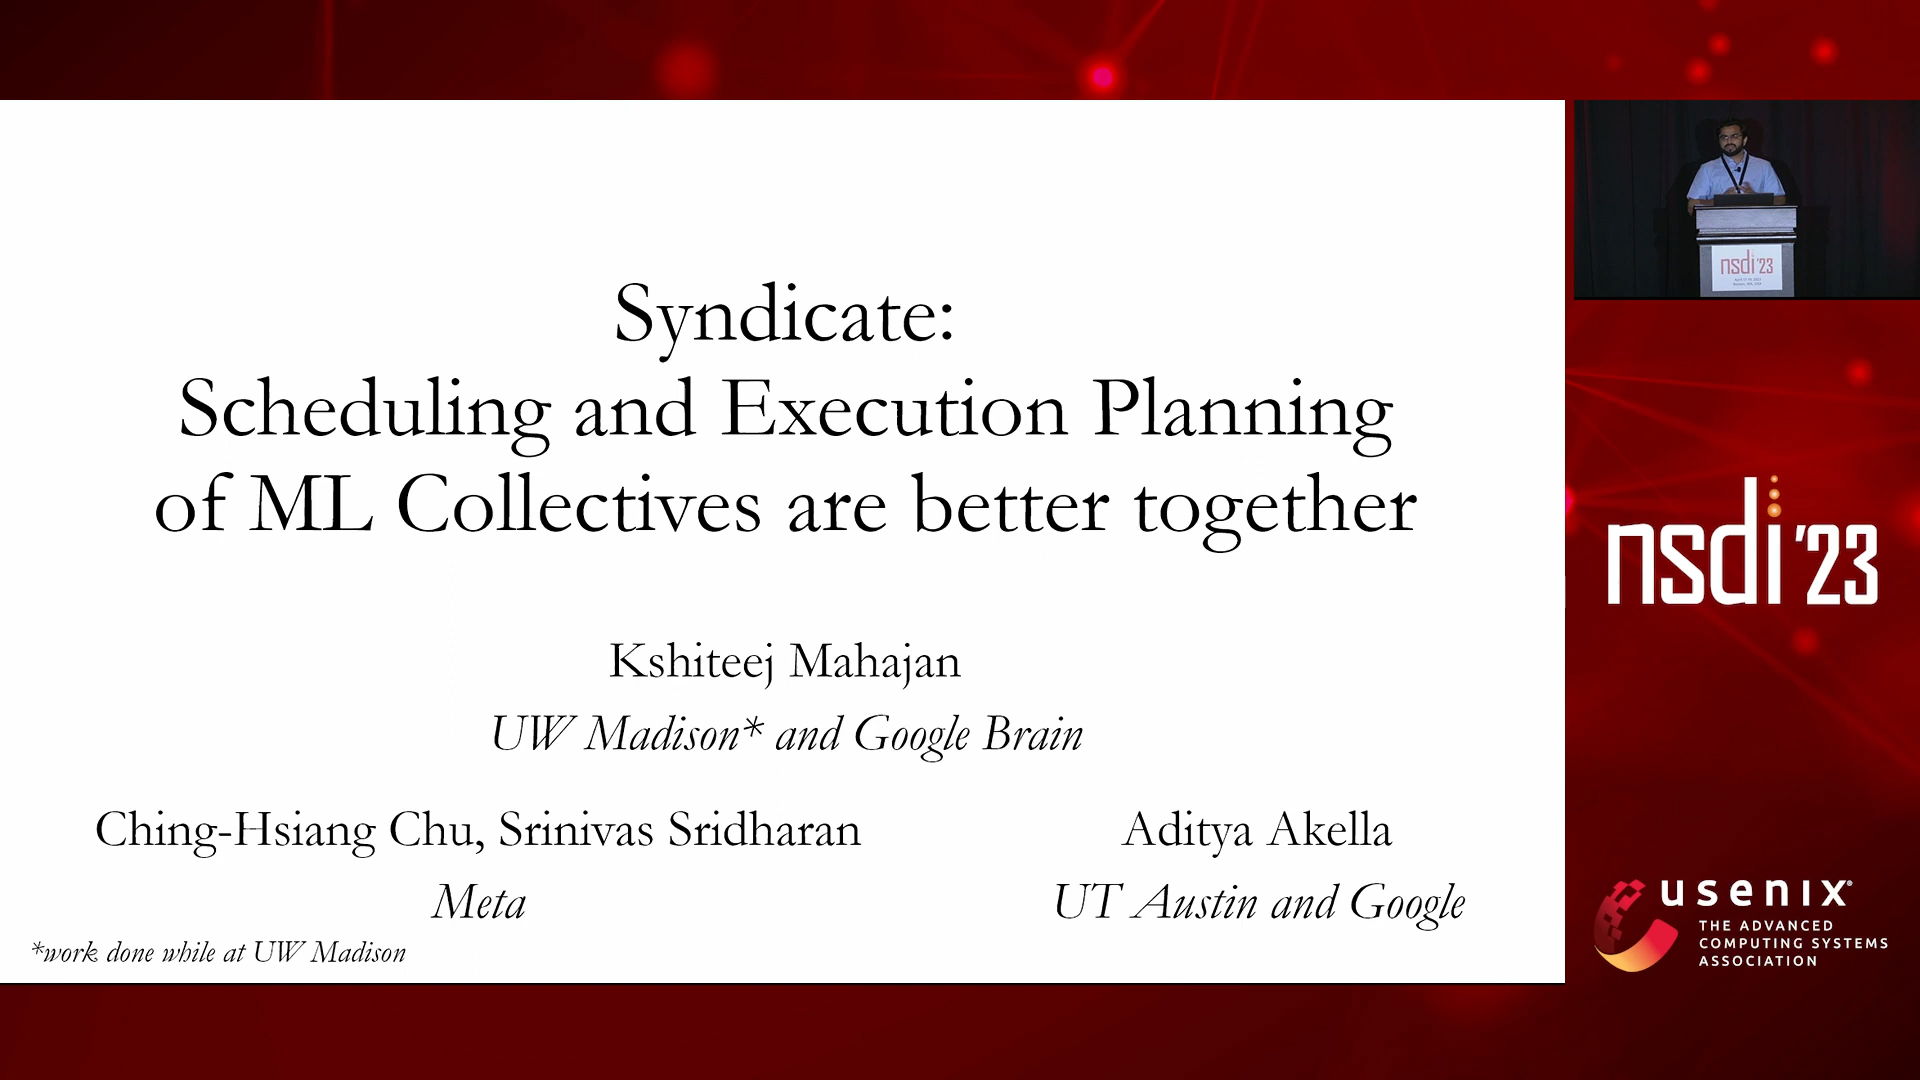 Syndicate:
Scheduling and Execution Planning
of ML Collectives are better together
Kshiteej Mahajan
UW Madison* and Google Brain
Ching-Hsiang Chu, Srinivas Sridharan
Meta
Aditya Akella
UT Austin and Google
*work done while at UW Madison
nsdi '23
nsdi '23
usenix®
THE ADVANCED
COMPUTING SYSTEMS
ASSOCIATION